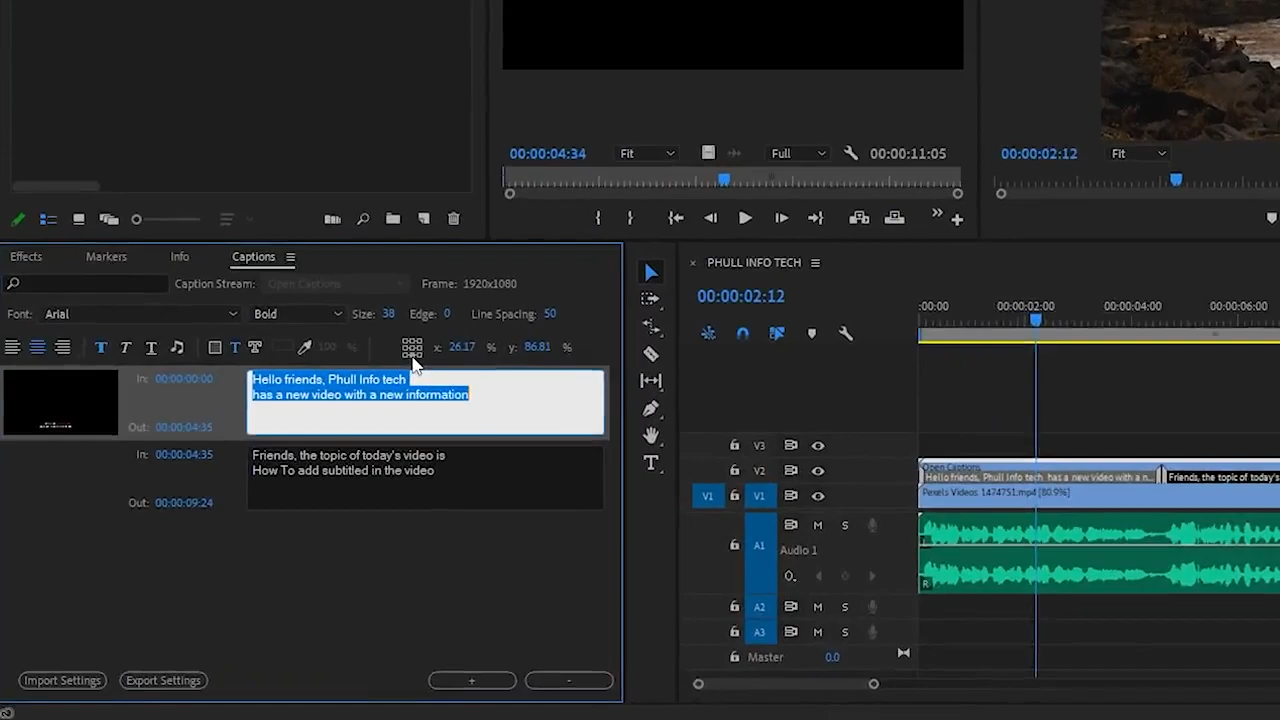 00:00:04:34 Fit Full 00:00:11:05
00:00:02:12 Fit
Effects Markers Info Captions
Caption Stream: Open Captions Frame: 1920x1080
Font: Arial Bold Size: 38 Edge: 0 Line Spacing: 50
T T T T 100 % x: 26.17 % y: 86.81 %
In: 00:00:00:00
Hello friends, Phull Info tech
has a new video with a new information
Out: 00:00:04:35
In: 00:00:04:35
Friends, the topic of today's video is
How To add subtitled in the video
Out: 00:00:09:24
Import Settings Export Settings + -
T
× PHULL INFO TECH
00:00:02:12
:00:00 00:00:02:00 00:00:04:00 00:00:06:00
V3
V2
Open Captions
Hello friends, Phull Info tech has a new video with a n... Friends, the topic of today's
V1 V1
Pexels Videos 1474751.mp4 [80.9%]
A1 M S
Audio 1
L
R
A2 M S
A3 M S
Master 0.0